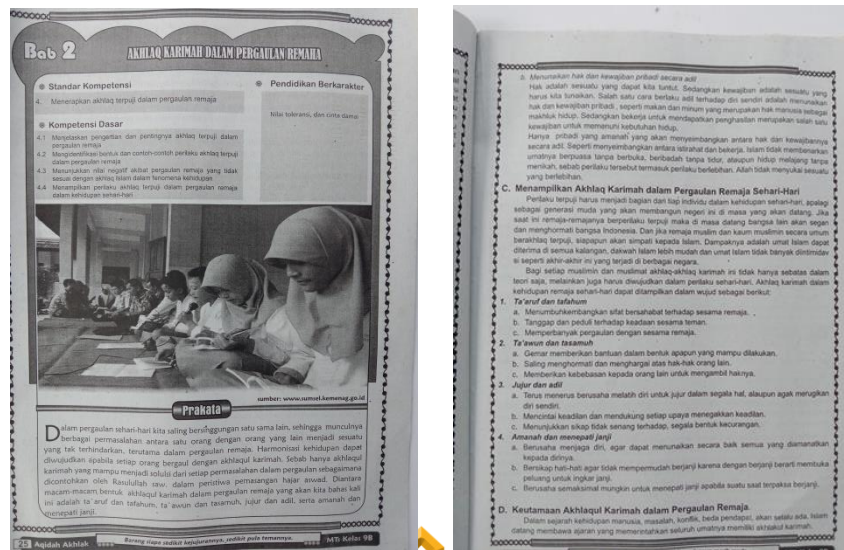 Bab 2
AKHLAQ KARIMAH DALAM PERGAULAN REMAHA
Standar Kompetensi
4. Menerapkan akhlaq terpuji dalam pergaulan remaja
Kompetensi Dasar
4.1 Menjelaskan pengertian dan pentingnya akhlaq terpuji dalam
pergaulan remaja
4.2 Mengidentifikasi bentuk dan contoh-contoh perilaku akhlaq terpuji
dalam pergaulan remaja
4.3 Menunjukkan nilai negatif akbar pergaulan remaja yang tidak
sesuai dengan akhlaq Islam dalam fenomena kehidupan
4.4 Menampilkan perilaku akhlaq terpuji dalam pergaulan remaja
dalam kehidupan sehari-hari
Pendidikan Berkarakter
Nilai toleransi, dan cinta damai
sumber: www.sumsel.kemenag.go.id
Prakata
Dalam pergaulan sehari-hari kita saling bersinggungan satu sama lain, sehingga munculnya
berbagai permasalahan antara satu orang dengan orang yang lain menjadi sesuatu
yang tak terhindarkan, terutama dalam pergaulan remaja. Harmonisasi kehidupan dapat
diwujudkan apabila setiap orang bergaul dengan akhlaqul karimah. Sebab hanya akhlaqul
karimah yang mampu menjadi solusi dari setiap permasalahan dalam pergaulan sebagaimana
dicontohkan oleh Rasulullah saw. dalam peristiwa pemasangan hajar aswad. Diantara
macam-macam bentuk akhlaqul karimah dalam pergaulan remaja yang akan kita bahas kali
ini adalah ta'aruf dan tafahum, ta'awun dan tasamuh, jujur dan adil, serta amanah dan
menepati janji.
25 Aqidah Akhlak
Barang siapa sedikit kejujurannya, sedikit pula temannya.
MTs Kelas 9B
b. Menunaikan hak dan kewajiban pribadi secara adil
Hak adalah sesuatu yang dapat kita tuntut. Sedangkan kewajiban adalah sesuatu yang
harus kita tunaikan. Salah satu cara berlaku adil terhadap diri sendiri adalah menunaikan
hak dan kewajiban pribadi, seperti makan dan minum yang merupakan hak manusia sebagai
makhluk hidup. Sedangkan bekerja untuk mendapatkan penghasilan merupakan salah satu
kewajiban untuk memenuhi kebutuhan hidup.
Hanya pribadi yang amanah yang akan menyeimbangkan antara hak dan kewajibannya
secara adil. Seperti menyeimbangkan antara istirahat dan bekerja. Islam tidak membenarkan
umatnya berpuasa tanpa berbuka, beribadah tanpa tidur, ataupun hidup melajang tanpa
menikah, sebab perilaku tersebut termasuk perilaku berlebihan. Allah tidak menyukai sesuatu
yang berlebihan.
C. Menampilkan Akhlaq Karimah dalam Pergaulan Remaja Sehari-Hari
Perilaku terpuji harus menjadi bagian dari tiap individu dalam kehidupan sehari-hari, apalagi
sebagai generasi muda yang akan membangun negeri ini di masa yang akan datang. Jika
saat ini remaja-remajanya berperilaku terpuji maka di masa datang bangsa lain akan segan
dan menghormati bangsa Indonesia. Dan jika remaja muslim dan kaum muslimin secara umum
berakhlaq terpuji, siapapun akan simpati kepada Islam. Dampaknya adalah umat Islam dapat
diterima di semua kalangan, dakwah Islam lebih mudah dan umat Islam tidak banyak diintimidav
si seperti akhir-akhir ini yang terjadi di berbagai negara.
Bagi setiap muslimin dan muslimat akhlaq-akhlaq karimah ini tidak hanya sebatas dalam
teori saja, melainkan juga harus diwujudkan dalam perilaku sehari-hari. Akhlaq karimah dalam
kehidupan remaja sehari-hari dapat ditampilkan dalam wujud sebagai berikut:
1. Ta'aruf dan tafahum
a. Menumbuhkembangkan sifat bersahabat terhadap sesama remaja.
b. Tanggap dan peduli terhadap keadaan sesama teman.
c. Memperbanyak pergaulan dengan sesama remaja.
2. Ta'awun dan tasamuh
a. Gemar memberikan bantuan dalam bentuk apapun yang mampu dilakukan.
b. Saling menghormati dan menghargai atas hak-hak orang lain.
c. Memberikan kebebasan kepada orang lain untuk mengambil haknya.
3. Jujur dan adil
a. Terus menerus berusaha melatih diri untuk jujur dalam segala hal, alaupun agak merugikan
diri sendiri.
b. Mencintai keadilan dan mendukung setiap upaya menegakkan keadilan.
c. Menunjukkan sikap tidak senang terhadap, segala bentuk kecurangan.
4. Amanah dan menepati janji
a. Berusaha menjaga diri, agar dapat menunaikan secara baik semua yang diamanatkan
kepada dirinya.
b. Bersikap hati-hati agar tidak mempermudah berjanji karena dengan berjanji berarti membuka
peluang untuk ingkar janji.
c. Berusaha semaksimal mungkin untuk menepati janji apabila suatu saat terpaksa berjanji.
D. Keutamaan Akhlaqul Karimah dalam Pergaulan Remaja.
Dalam sejarah kehidupan manusia, masalah, konflik, beda pendapat, akan selalu ada. Islam
datang membawa ajaran yang memerintahkan seluruh umatnya memiliki akhlaqul karimah.